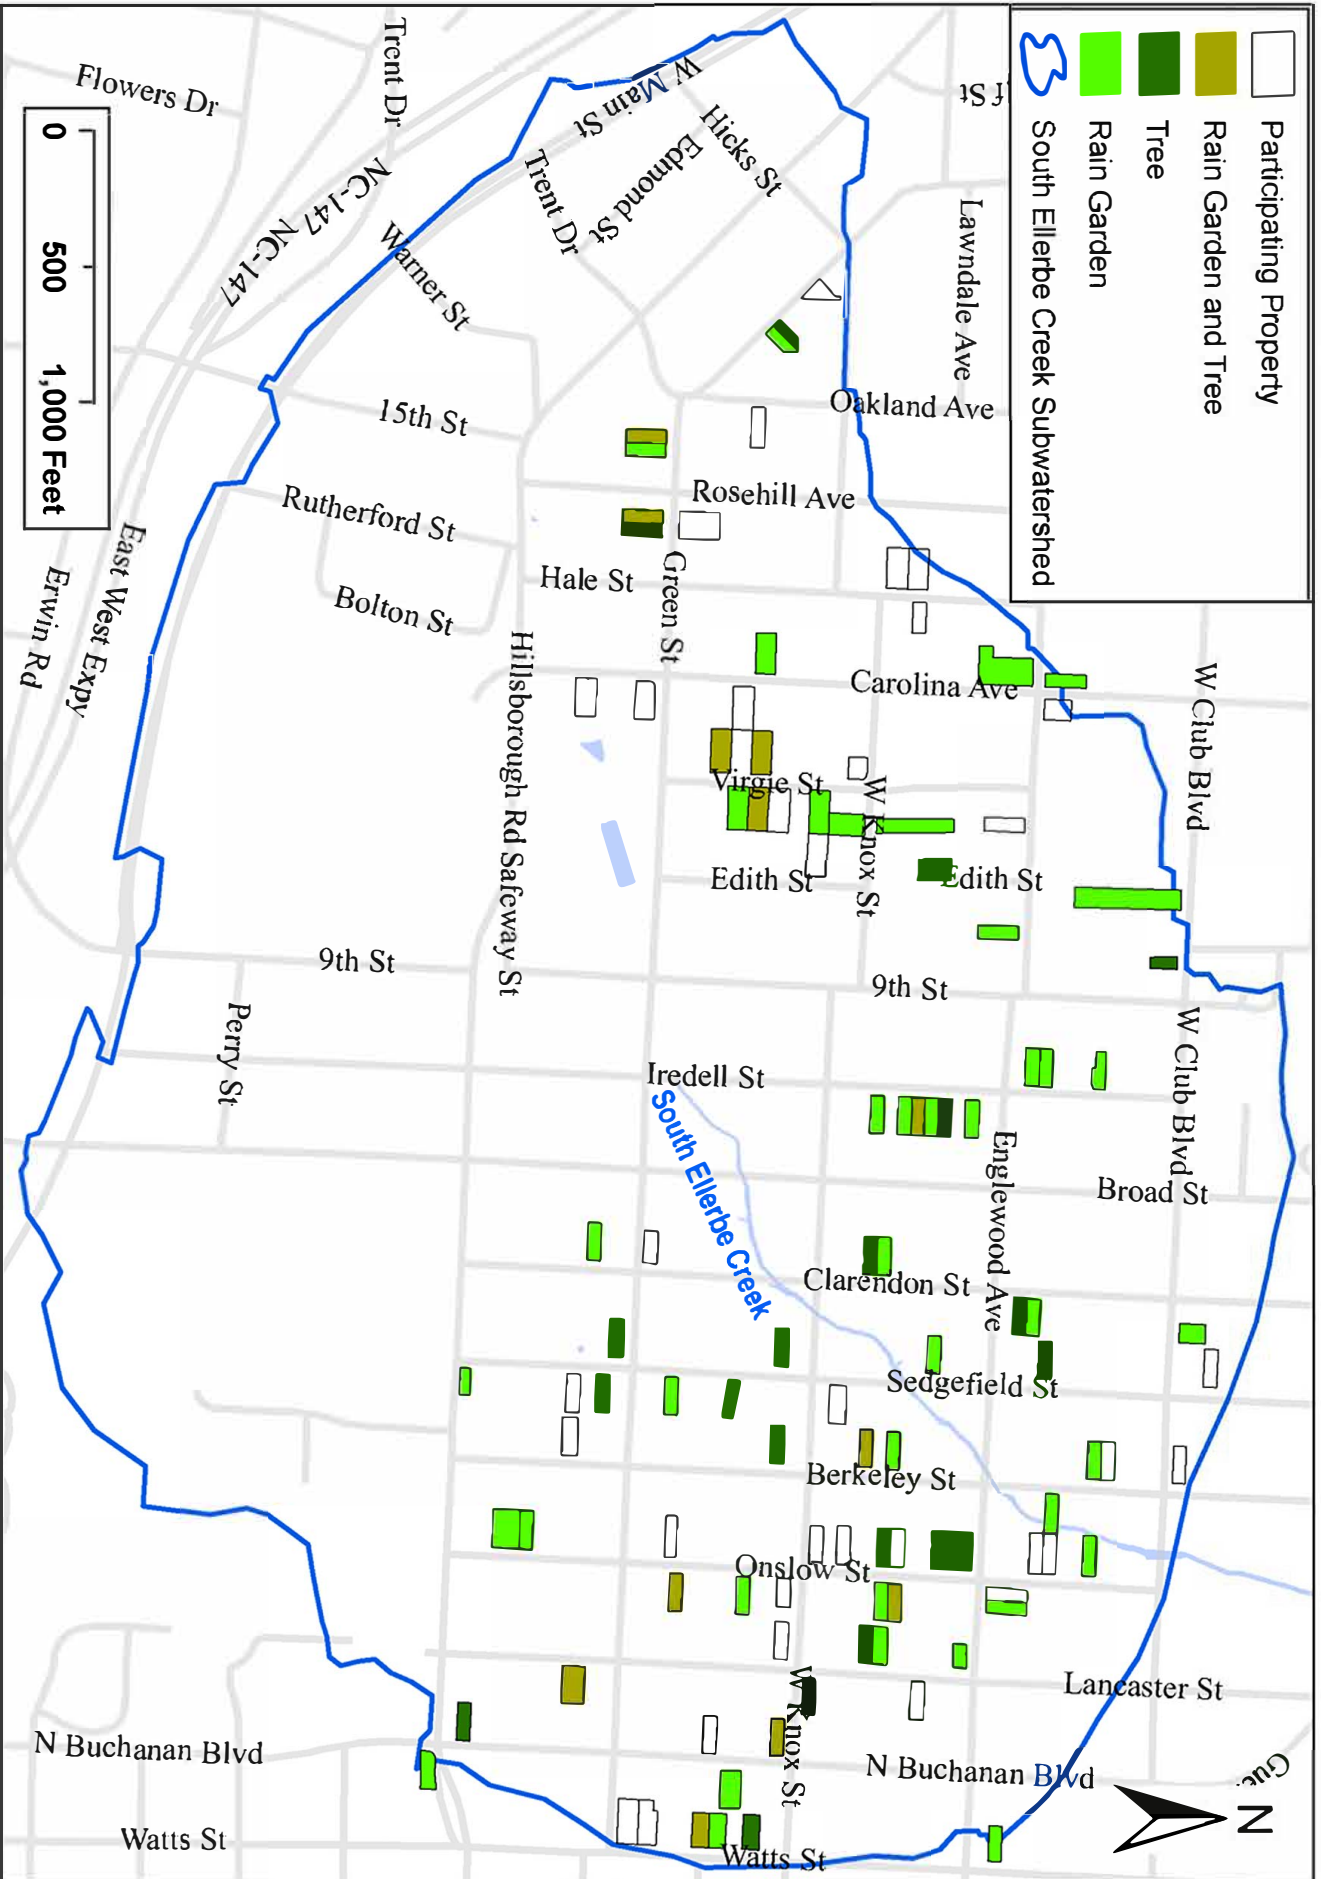 Participating Property
Rain Garden and Tree
Tree
Rain Garden
South Ellerbe Creek Subwatershed
0 500 1,000 Feet
N
Flowers Dr
Trent Dr
NC-147
NC-147
W Main St
Hicks St
Edmond St
Trent Dr
Warner St
Lawndale Ave
Oakland Ave
15th St
Rosehill Ave
Rutherford St
Hale St
Green St
Bolton St
East West Expy
Erwin Rd
Hillsborough Rd
Safeway St
Carolina Ave
W Club Blvd
Virgie St
W Knox St
Edith St
Edith St
9th St
9th St
Perry St
Iredell St
W Club Blvd
South Ellerbe Creek
Englewood Ave
Broad St
Clarendon St
Sedgefield St
Berkeley St
Onslow St
Lancaster St
W Knox St
N Buchanan Blvd
N Buchanan Blvd
Watts St
Watts St